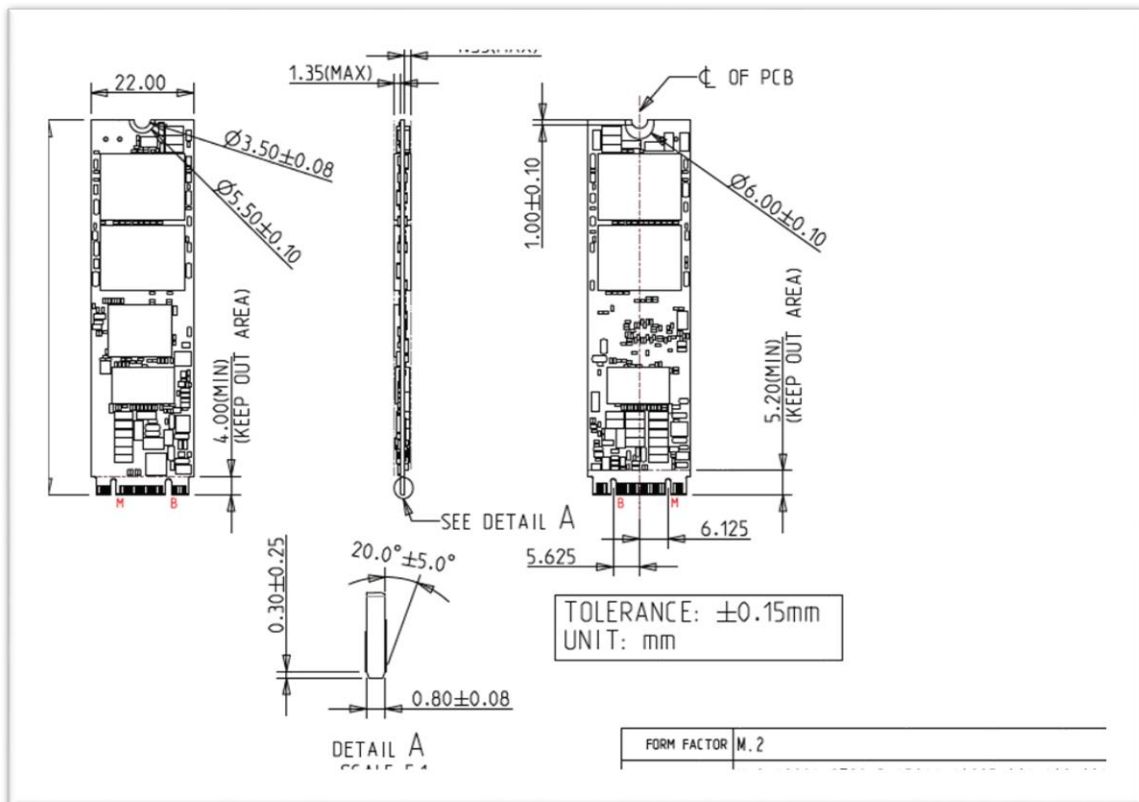 1.35(MAX)
22.00
℄ OF PCB
Ø3.50±0.08
Ø5.50±0.10
1.00±0.10
Ø6.00±0.10
4.00(MIN)
(KEEP OUT AREA)
5.20(MIN)
(KEEP OUT AREA)
M B
B M
SEE DETAIL A
6.125
5.625
20.0°±5.0°
0.30±0.25
0.80±0.08
TOLERANCE: ±0.15mm
UNIT: mm
DETAIL A
FORM FACTOR M.2